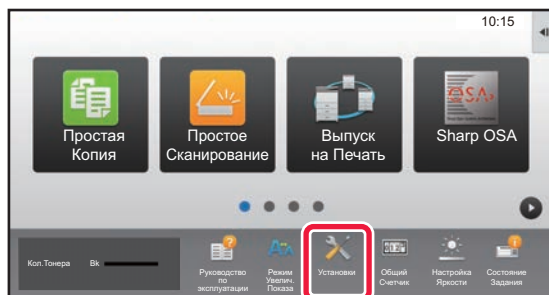 10:15
Простая
Копия
Простое
Сканирование
Выпуск
на Печать
OSA
Sharp OSA
Кол.Тонера Bk
Руководство
по
эксплуатации
Режим
Увелич.
Показа
Установки
Общий
Счетчик
Настройка
Яркости
Состояние
Задания